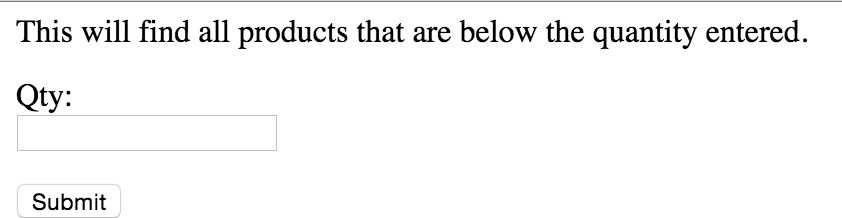 This will find all products that are below the quantity entered.
Qty:
Submit